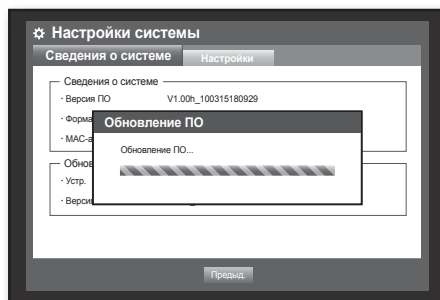 Настройки системы
Сведения о системе
Настройки
Сведения о системе
· Версия ПО V1.00h_100315180929
· Форма
· MAC-а
Обновление ПО
Обновление ПО...
Обнов
· Устр.
· Верси
Предыд.